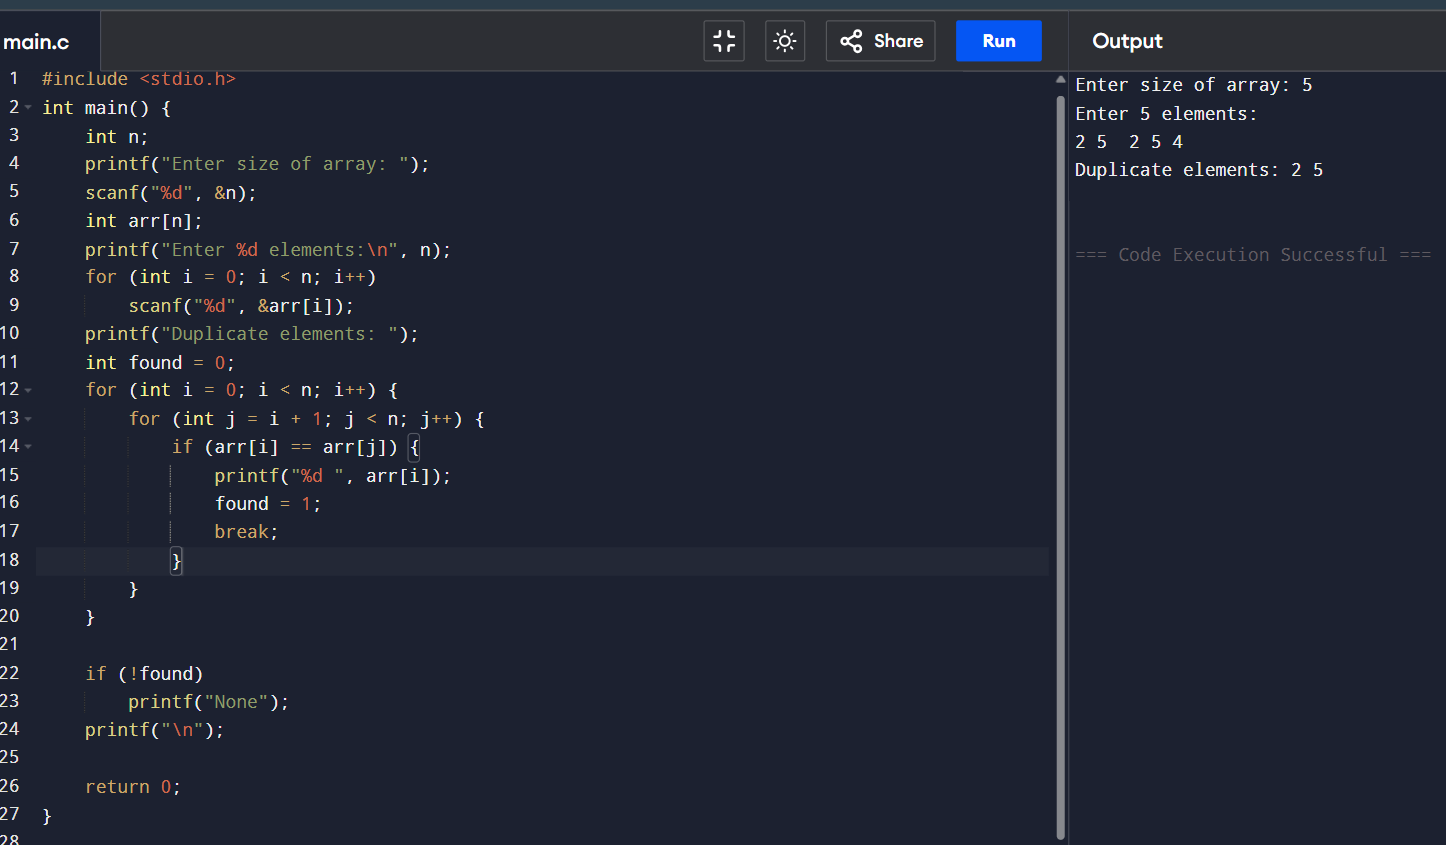 main.c
Share
Run
Output
1 #include <stdio.h>
2 int main() {
3     int n;
4     printf("Enter size of array: ");
5     scanf("%d", &n);
6     int arr[n];
7     printf("Enter %d elements:\n", n);
8     for (int i = 0; i < n; i++)
9         scanf("%d", &arr[i]);
10     printf("Duplicate elements: ");
11     int found = 0;
12     for (int i = 0; i < n; i++) {
13         for (int j = i + 1; j < n; j++) {
14             if (arr[i] == arr[j]) {
15                 printf("%d ", arr[i]);
16                 found = 1;
17                 break;
18             }
19         }
20     }
21
22     if (!found)
23         printf("None");
24     printf("\n");
25
26     return 0;
27 }
28
Enter size of array: 5
Enter 5 elements:
2 5  2 5 4
Duplicate elements: 2 5
=== Code Execution Successful ===